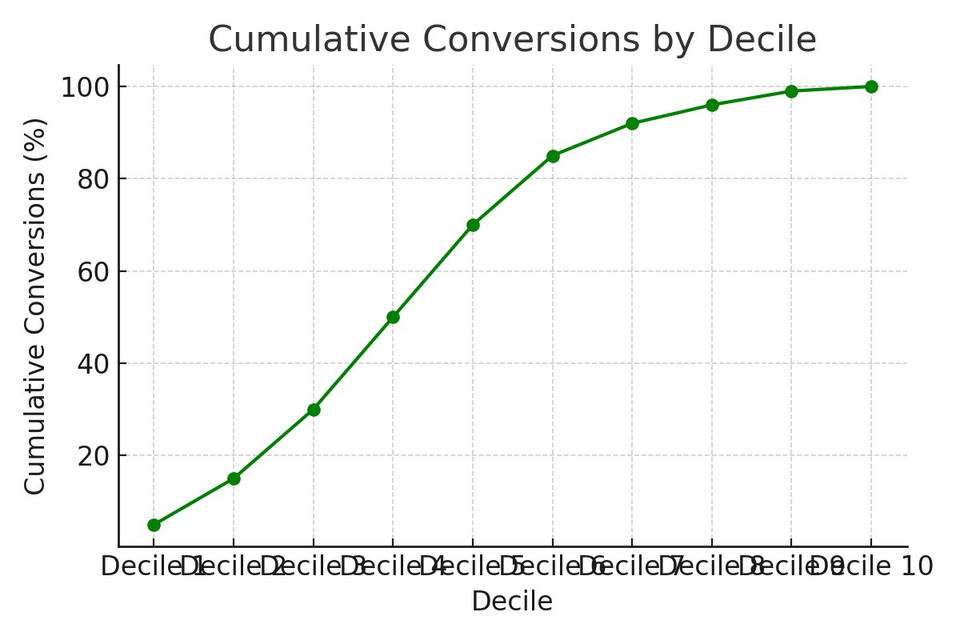 Cumulative Conversions by Decile
Cumulative Conversions (%)
100
80
60
40
20
Decile 1 Decile 2 Decile 3 Decile 4 Decile 5 Decile 6 Decile 7 Decile 8 Decile 9 Decile 10
Decile